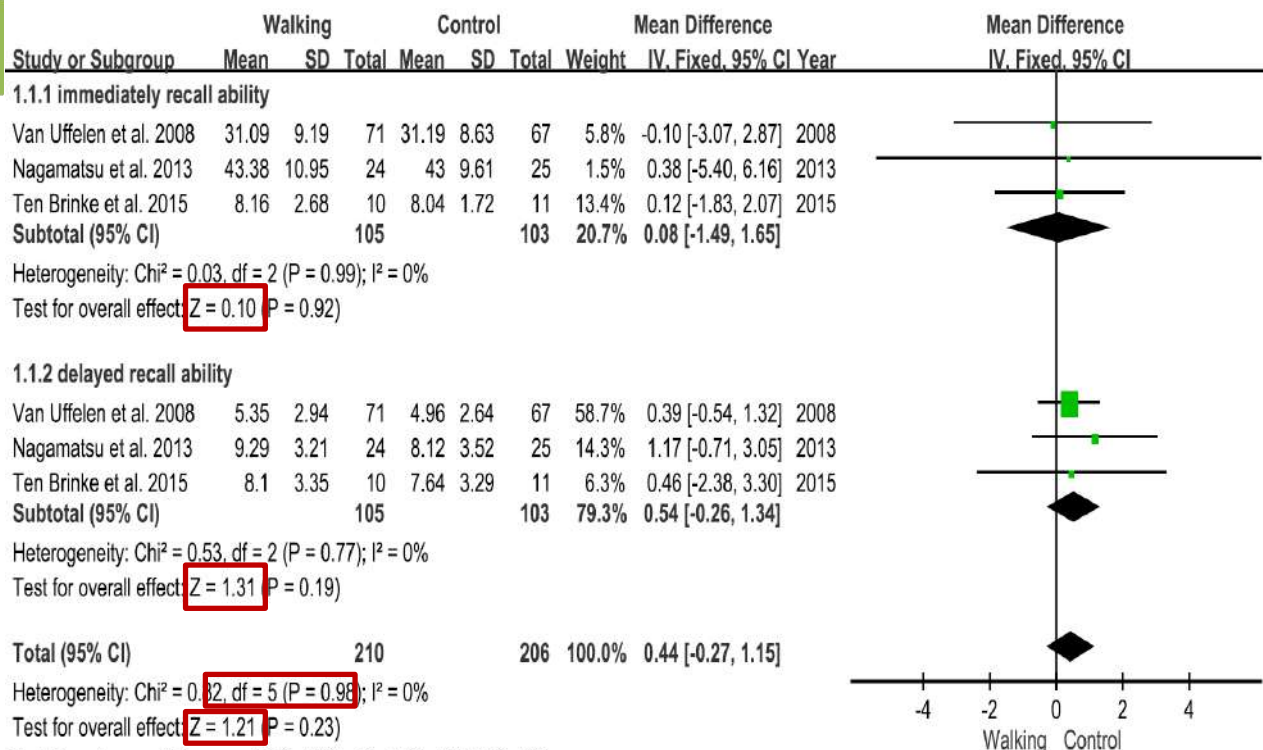 Walking Control Mean Difference Mean Difference
Study or Subgroup Mean SD Total Mean SD Total Weight IV, Fixed, 95% CI Year IV, Fixed, 95% CI
1.1.1 immediately recall ability
Van Uffelen et al. 2008 31.09 9.19 71 31.19 8.63 67 5.8% -0.10 [-3.07, 2.87] 2008
Nagamatsu et al. 2013 43.38 10.95 24 43 9.61 25 1.5% 0.38 [-5.40, 6.16] 2013
Ten Brinke et al. 2015 8.16 2.68 10 8.04 1.72 11 13.4% 0.12 [-1.83, 2.07] 2015
Subtotal (95% CI) 105 103 20.7% 0.08 [-1.49, 1.65]
Heterogeneity: Chi² = 0.03, df = 2 (P = 0.99); I² = 0%
Test for overall effect: Z = 0.10 (P = 0.92)
1.1.2 delayed recall ability
Van Uffelen et al. 2008 5.35 2.94 71 4.96 2.64 67 58.7% 0.39 [-0.54, 1.32] 2008
Nagamatsu et al. 2013 9.29 3.21 24 8.12 3.52 25 14.3% 1.17 [-0.71, 3.05] 2013
Ten Brinke et al. 2015 8.1 3.35 10 7.64 3.29 11 6.3% 0.46 [-2.38, 3.30] 2015
Subtotal (95% CI) 105 103 79.3% 0.54 [-0.26, 1.34]
Heterogeneity: Chi² = 0.53, df = 2 (P = 0.77); I² = 0%
Test for overall effect: Z = 1.31 (P = 0.19)
Total (95% CI) 210 206 100.0% 0.44 [-0.27, 1.15]
Heterogeneity: Chi² = 0.82, df = 5 (P = 0.98); I² = 0%
Test for overall effect: Z = 1.21 (P = 0.23)
-4 -2 0 2 4
Walking Control